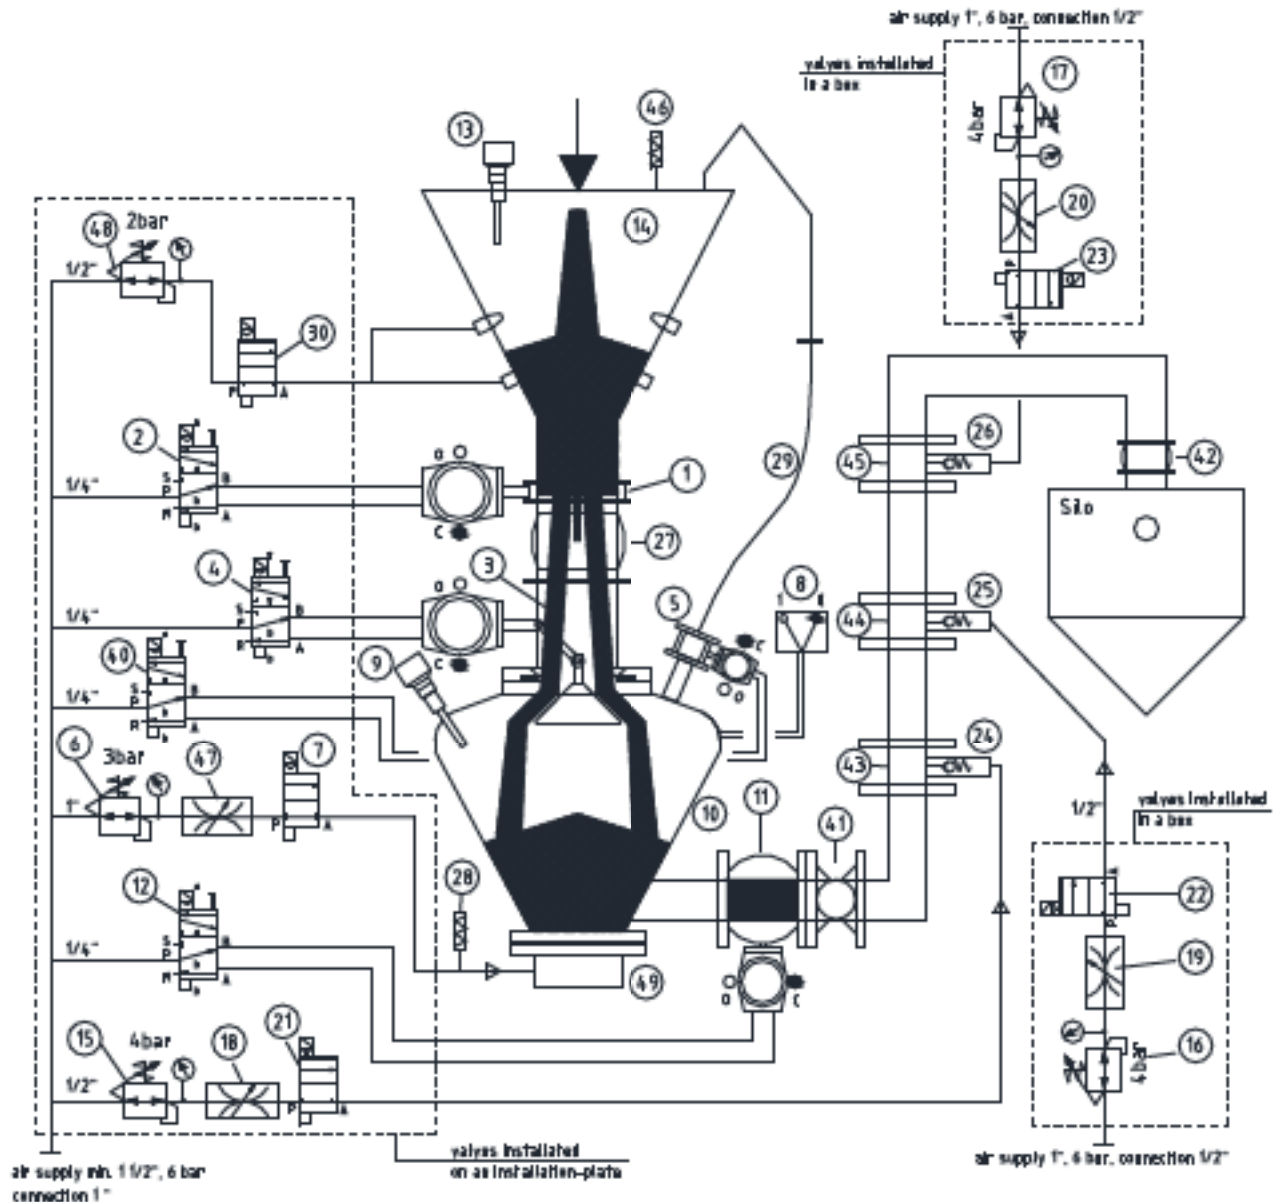 air supply 1", 6 bar, connection 1/2"
valves installated
in a box
17
4bar
20
P
23
A
46
13
14
48
2bar
1/2"
30
P
A
2
1/4"
S
P
R
B
A
O
C
1
26
45
42
29
Silo
27
3
4
1/4"
S
P
R
B
A
O
C
5
C
O
8
25
44
9
40
1/4"
S
P
R
B
A
6
3bar
1"
47
7
P
A
10
11
41
24
43
1/2"
valves installated
in a box
12
1/4"
S
P
R
B
A
28
49
O
C
22
P
19
16
4bar
15
4bar
1/2"
18
21
P
A
valves installated
on an installation-plate
air supply min. 1 1/2", 6 bar
connection 1"
air supply 1", 6 bar, connection 1/2"